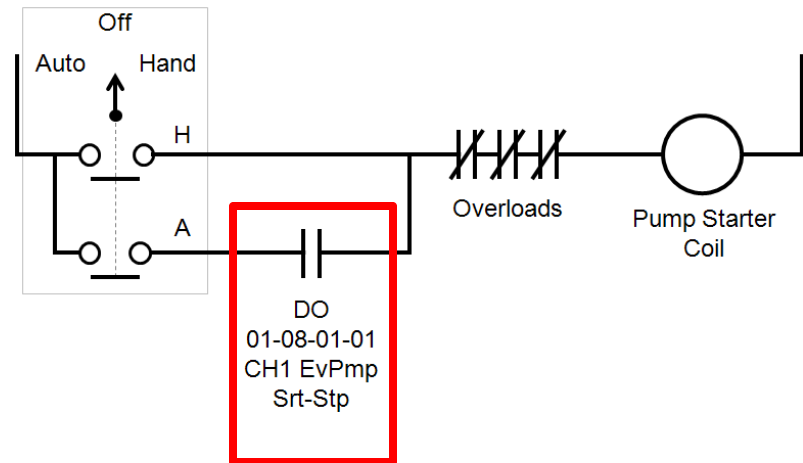 Off
Auto Hand
H
Overloads
Pump Starter
Coil
A
DO
01-08-01-01
CH1 EvPmp
Srt-Stp